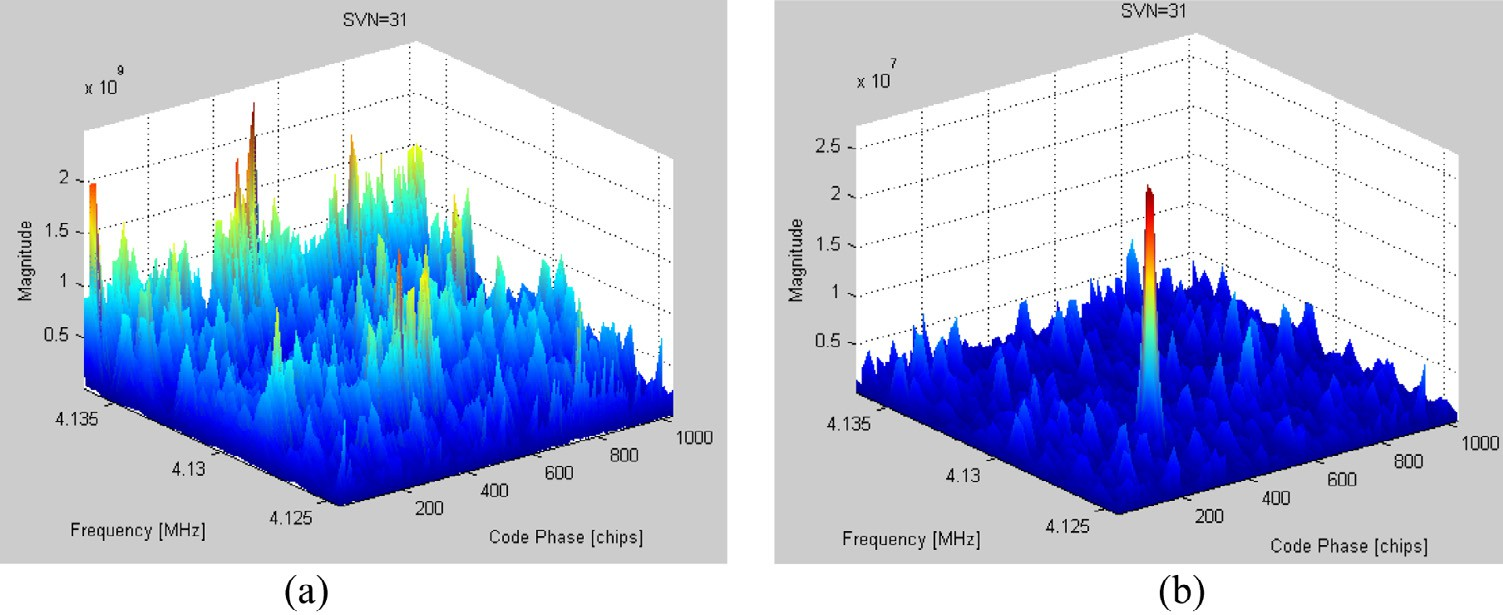 SVN=31
x 10^9
2
1.5
1
0.5
Magnitude
4.135
4.13
4.125
Frequency [MHz]
200
400
600
800
1000
Code Phase [chips]
(a)
SVN=31
x 10^7
2.5
2
1.5
1
0.5
Magnitude
4.135
4.13
4.125
Frequency [MHz]
200
400
600
800
1000
Code Phase [chips]
(b)